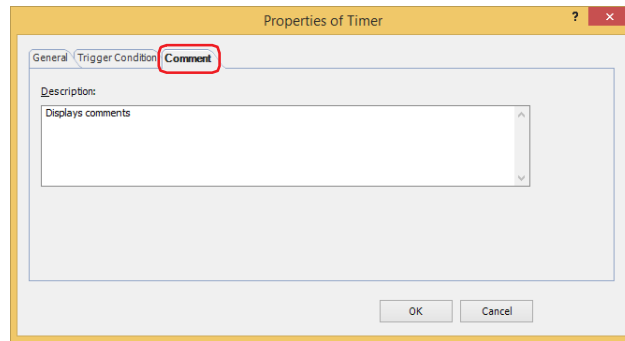 Properties of Timer
? ×
General Trigger Condition Comment
Description:
Displays comments
OK Cancel